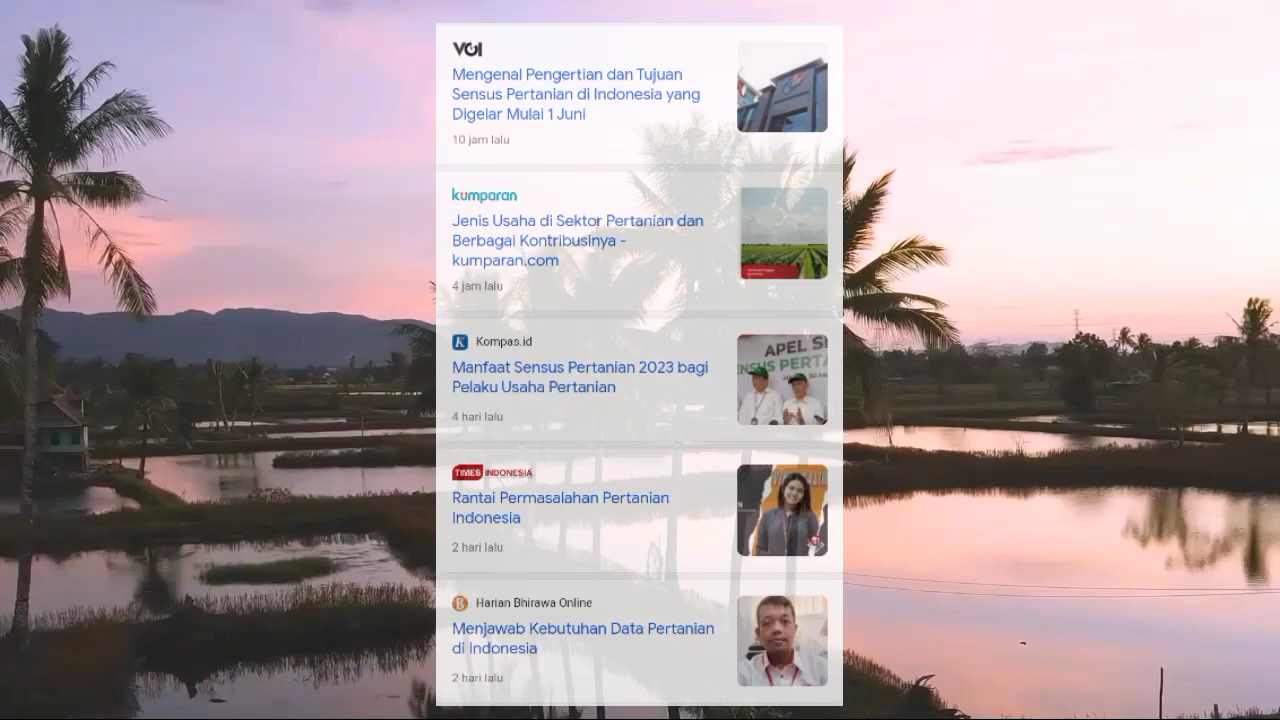 VOI
Mengenal Pengertian dan Tujuan
Sensus Pertanian di Indonesia yang
Digelar Mulai 1 Juni
10 jam lalu
kumparan
Jenis Usaha di Sektor Pertanian dan
Berbagai Kontribusinya -
kumparan.com
4 jam lalu
K Kompas.id
Manfaat Sensus Pertanian 2023 bagi
Pelaku Usaha Pertanian
4 hari lalu
APEL S
ENSUS PERTA
TIMES INDONESIA
Rantai Permasalahan Pertanian
Indonesia
2 hari lalu
B Harian Bhirawa Online
Menjawab Kebutuhan Data Pertanian
di Indonesia
2 hari lalu